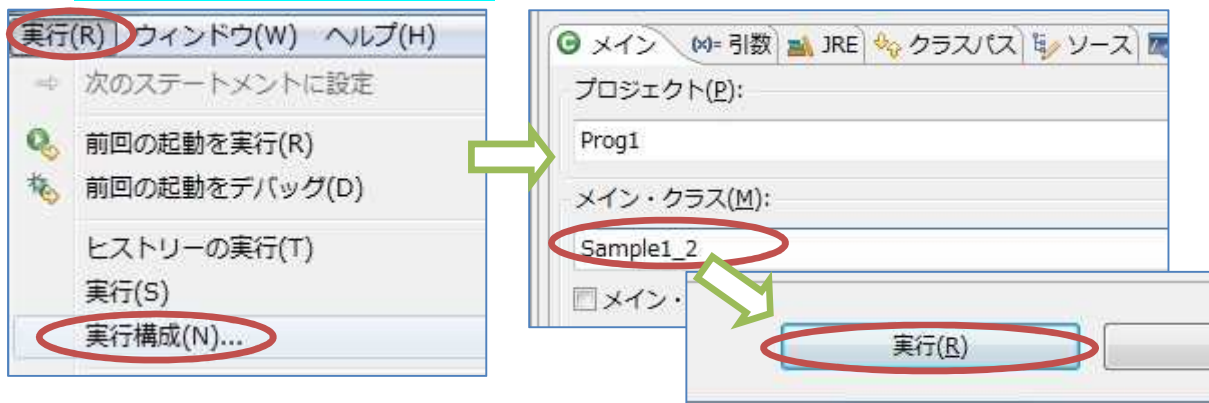 実行(R) ウィンドウ(W) ヘルプ(H)
次のステートメントに設定
前回の起動を実行(R)
前回の起動をデバッグ(D)
ヒストリーの実行(T)
実行(S)
実行構成(N)...
メイン (x)= 引数 JRE クラスパス ソース
プロジェクト(P):
Prog1
メイン・クラス(M):
Sample1_2
メイン・
実行(R)